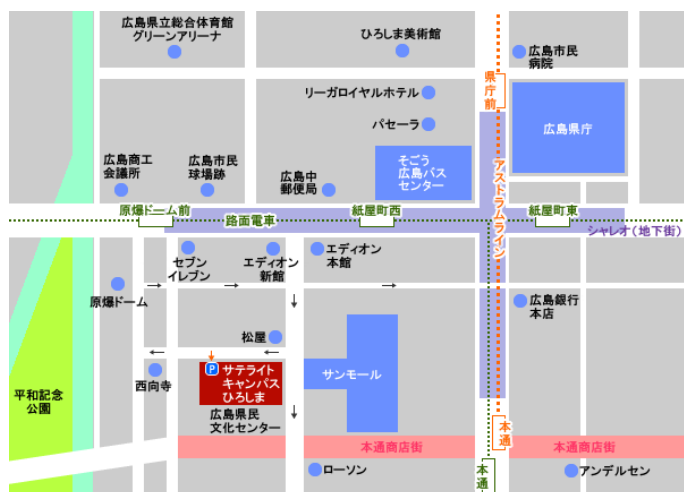 広島県立総合体育館
グリーンアリーナ
ひろしま美術館
広島市民
病院
県庁前
リーガロイヤルホテル
パセーラ
広島県庁
アストラムライン
広島商工
会議所
広島市民
球場跡
広島中
郵便局
そごう
広島バス
センター
原爆ドーム前
路面電車
紙屋町西
紙屋町東
シャレオ(地下街)
セブン
イレブン
エディオン
新館
エディオン
本館
原爆ドーム
広島銀行
本店
松屋
サンモール
P
サテライト
キャンパス
ひろしま
西向寺
平和記念
公園
広島県民
文化センター
本通
本通商店街
本通商店街
本通
ローソン
アンデルセン